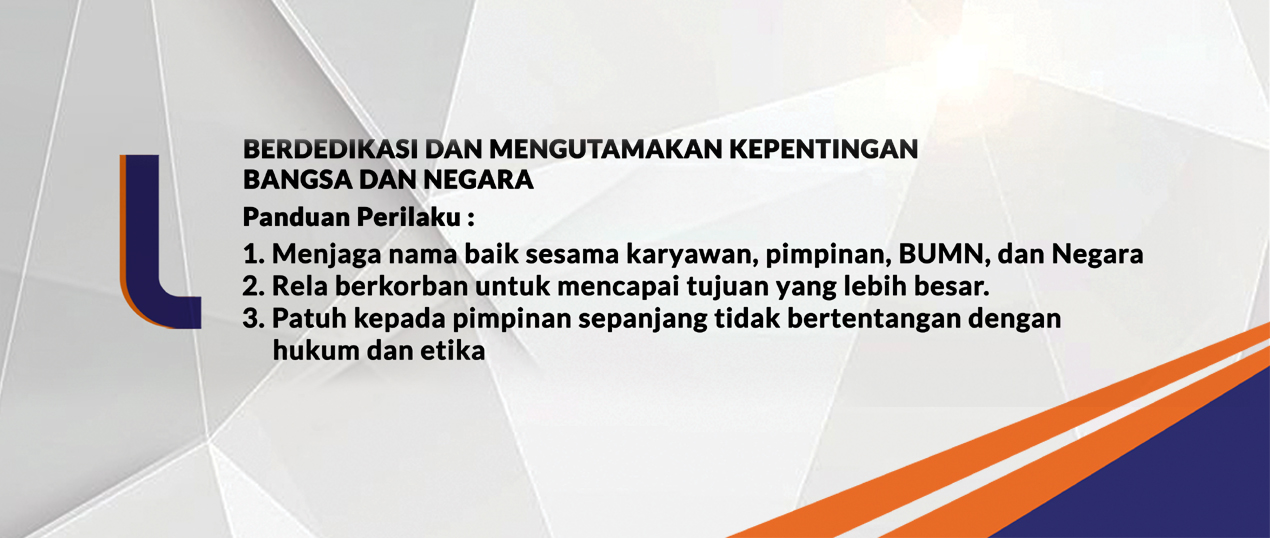 L
BERDEDIKASI DAN MENGUTAMAKAN KEPENTINGAN
BANGSA DAN NEGARA
Panduan Perilaku :
1. Menjaga nama baik sesama karyawan, pimpinan, BUMN, dan Negara
2. Rela berkorban untuk mencapai tujuan yang lebih besar.
3. Patuh kepada pimpinan sepanjang tidak bertentangan dengan
hukum dan etika